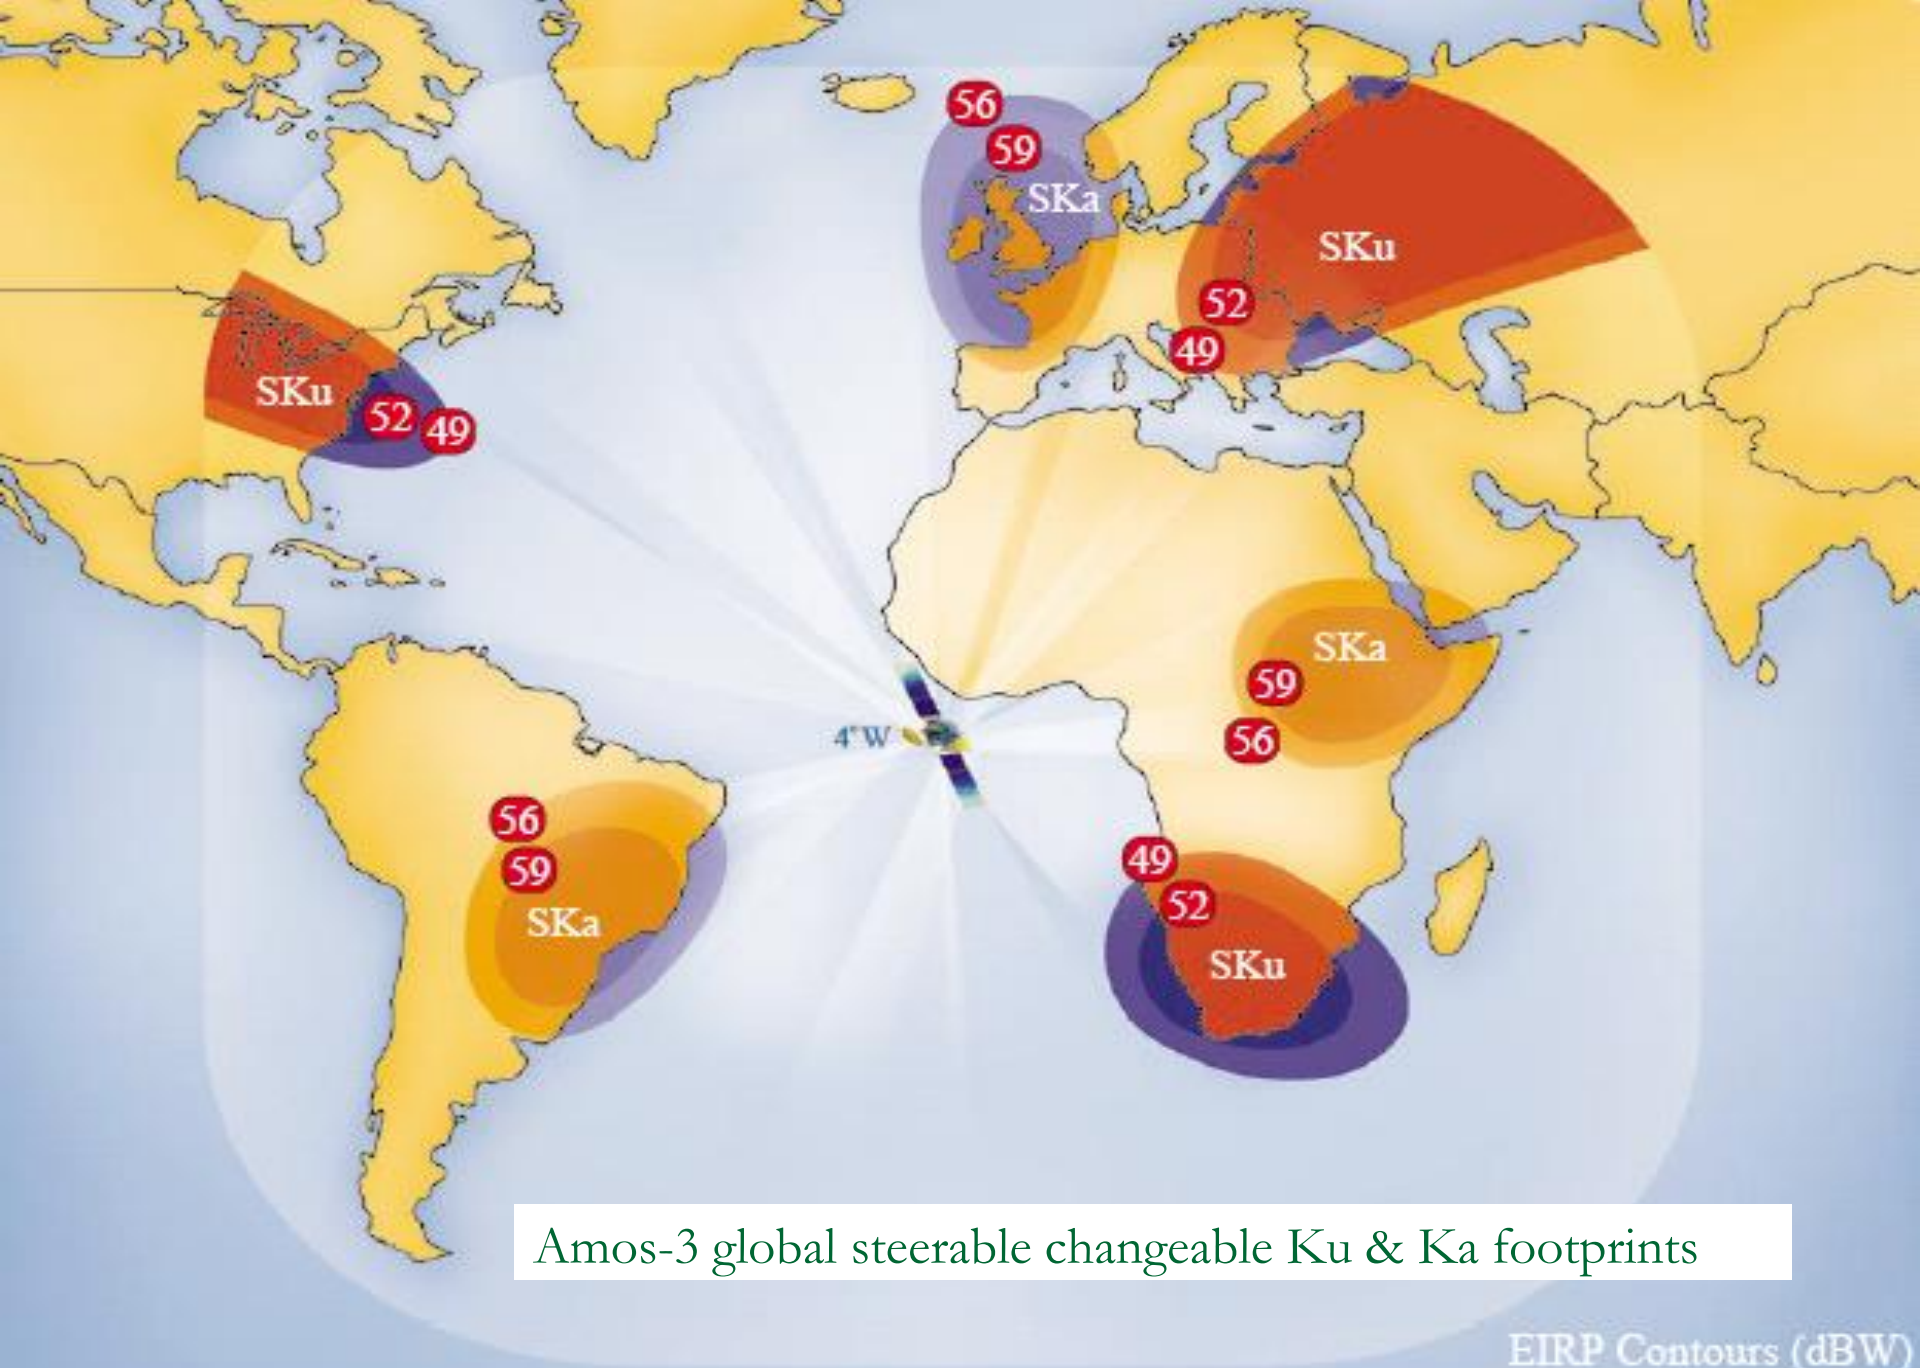 56
59
SKa
SKu
52
49
SKu
52
49
SKa
59
56
4°W
56
59
SKa
49
52
SKu
Amos-3 global steerable changeable Ku & Ka footprints
EIRP Contours (dBW)